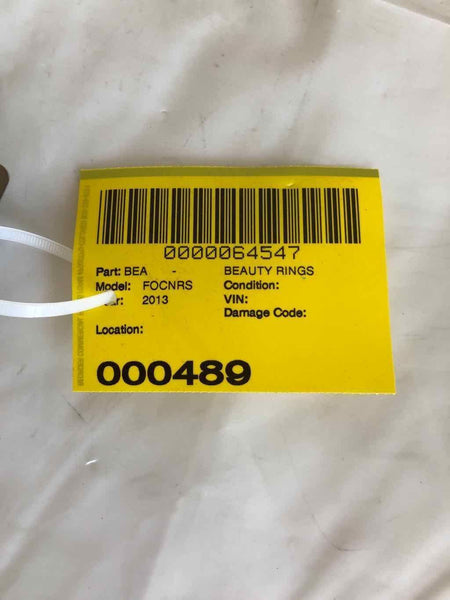 0000064547
Part: BEA - BEAUTY RINGS
Model: FOCNRS Condition:
2013 VIN:
Damage Code:
Location:
000489